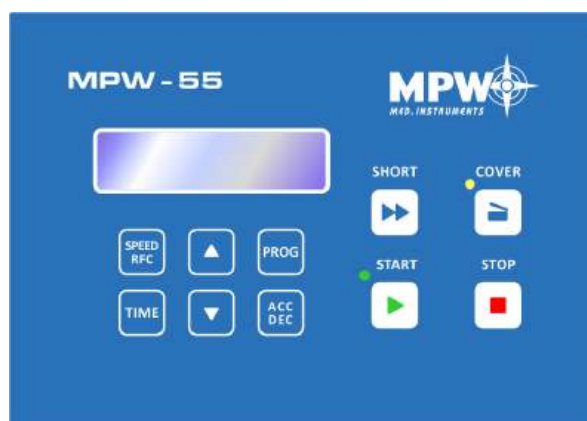 MPW - 55
MPW
MED. INSTRUMENTS
SHORT
COVER
SPEED
RFC
PROG
START
STOP
TIME
ACC
DEC